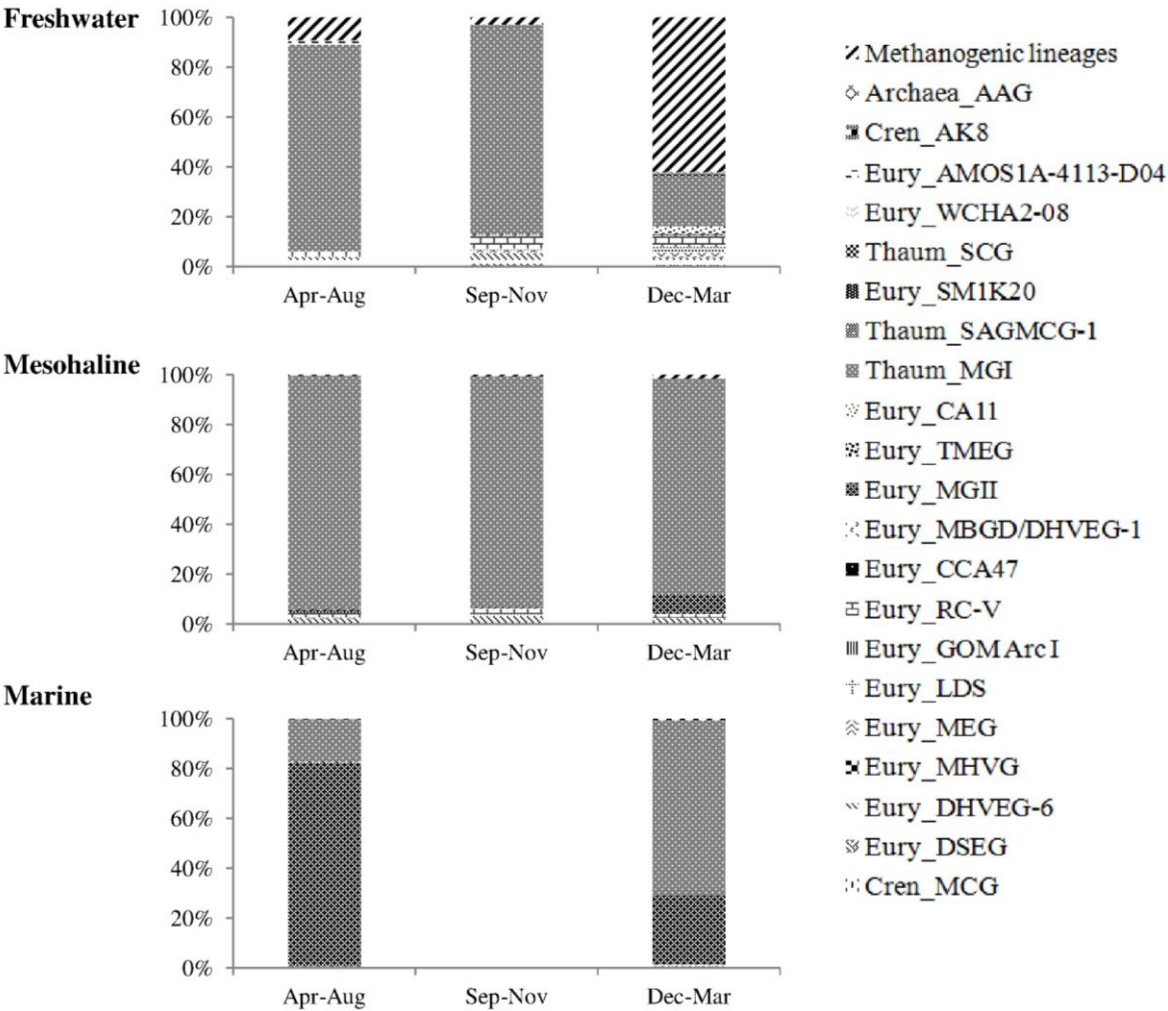 Freshwater
100%
80%
60%
40%
20%
0%
Apr-Aug Sep-Nov Dec-Mar
Mesohaline
100%
80%
60%
40%
20%
0%
Apr-Aug Sep-Nov Dec-Mar
Marine
100%
80%
60%
40%
20%
0%
Apr-Aug Sep-Nov Dec-Mar
Methanogenic lineages
Archaea_AAG
Cren_AK8
Eury_AMOS1A-4113-D04
Eury_WCHA2-08
Thaum_SCG
Eury_SM1K20
Thaum_SAGMCG-1
Thaum_MGI
Eury_CA11
Eury_TMEG
Eury_MGII
Eury_MBGD/DHVEG-1
Eury_CCA47
Eury_RC-V
Eury_GOM Arc I
Eury_LDS
Eury_MEG
Eury_MHVG
Eury_DHVEG-6
Eury_DSEG
Cren_MCG